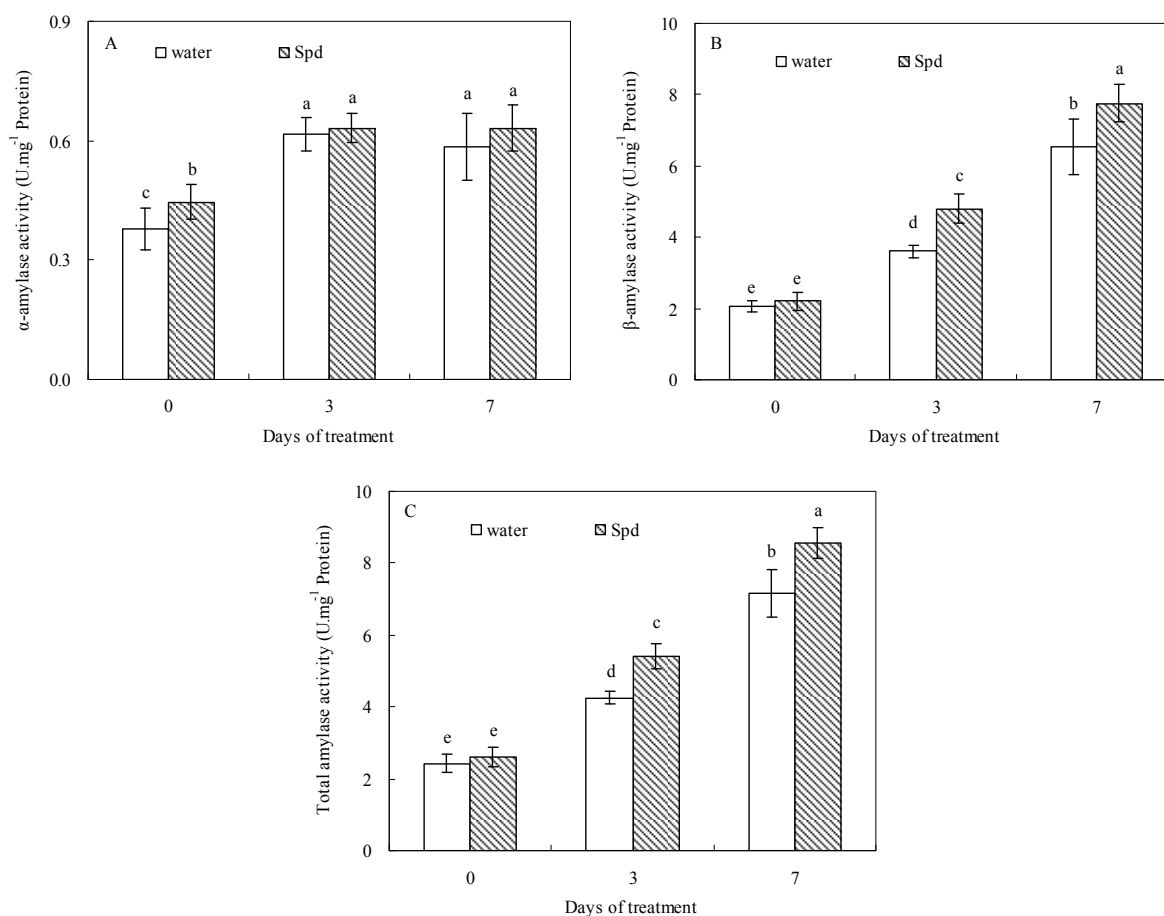 A
water
Spd
α-amylase activity (U.mg-1 Protein)
0.9
0.6
0.3
0.0
c
b
a
a
a
a
0
3
7
Days of treatment
B
water
Spd
β-amylase activity (U.mg-1 Protein)
10
8
6
4
2
0
e
e
d
c
b
a
0
3
7
Days of treatment
C
water
Spd
Total amylase activity (U.mg-1 Protein)
10
8
6
4
2
0
e
e
d
c
b
a
0
3
7
Days of treatment